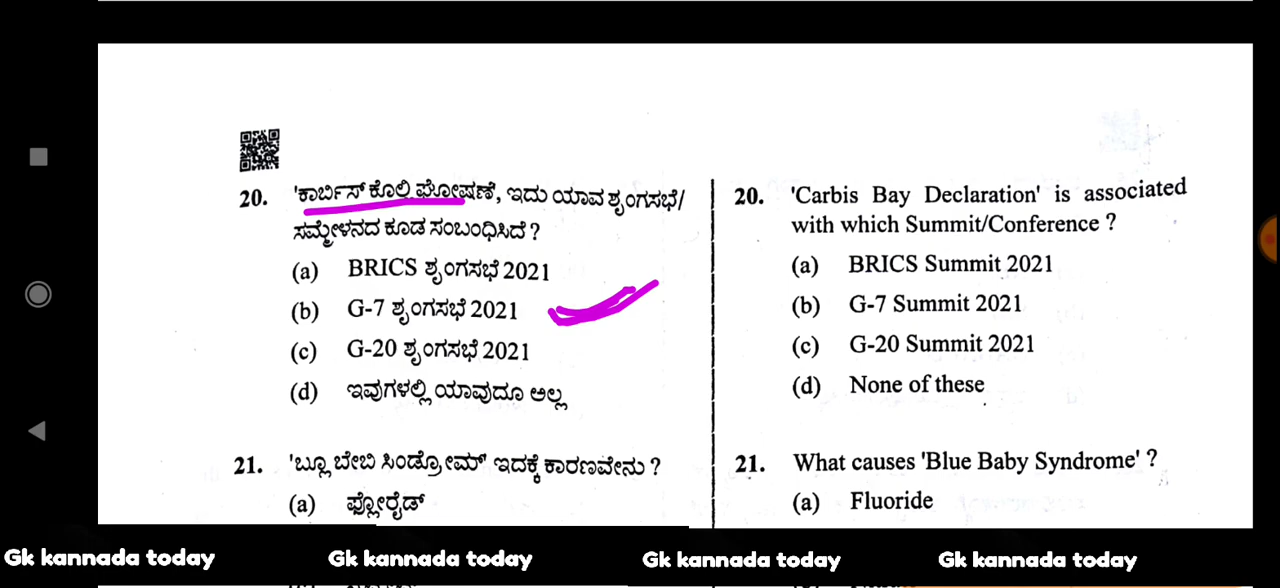 20. 'ಕಾರ್ಬಿಸ್ ಕೊಲ್ಲಿ ಘೋಷಣೆ', ಇದು ಯಾವ ಶೃಂಗಸಭೆ/
ಸಮ್ಮೇಳನದ ಕೂಡ ಸಂಬಂಧಿಸಿದೆ ?
(a) BRICS ಶೃಂಗಸಭೆ 2021
(b) G-7 ಶೃಂಗಸಭೆ 2021
(c) G-20 ಶೃಂಗಸಭೆ 2021
(d) ಇವುಗಳಲ್ಲಿ ಯಾವುದೂ ಅಲ್ಲ
21. 'ಬ್ಲೂ ಬೇಬಿ ಸಿಂಡ್ರೋಮ್' ಇದಕ್ಕೆ ಕಾರಣವೇನು ?
(a) ಫ್ಲೋರೈಡ್
20. 'Carbis Bay Declaration' is associated
with which Summit/Conference ?
(a) BRICS Summit 2021
(b) G-7 Summit 2021
(c) G-20 Summit 2021
(d) None of these
21. What causes 'Blue Baby Syndrome' ?
(a) Fluoride
Gk kannada today Gk kannada today Gk kannada today Gk kannada today